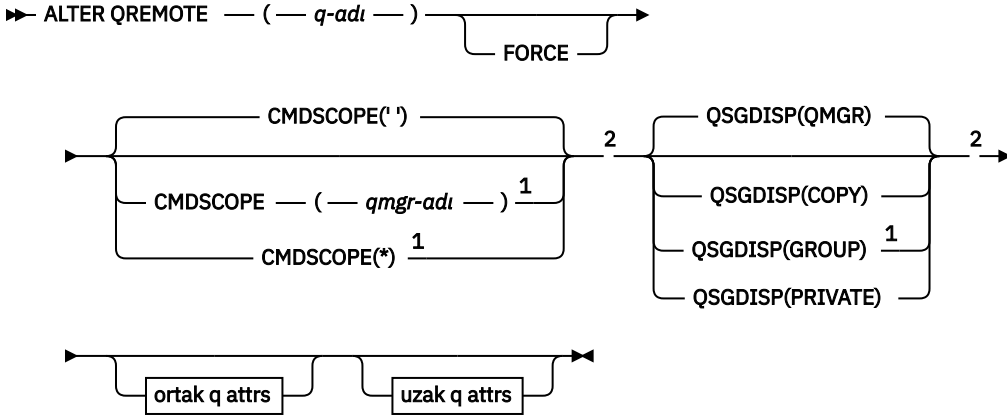 ALTER QREMOTE ( q-adı )
FORCE
CMDSCOPE(' ')
CMDSCOPE ( qmgr-adı ) 1
CMDSCOPE(*) 1
2
QSGDISP(QMGR)
QSGDISP(COPY)
QSGDISP(GROUP) 1
QSGDISP(PRIVATE)
2
ortak q attrs
uzak q attrs